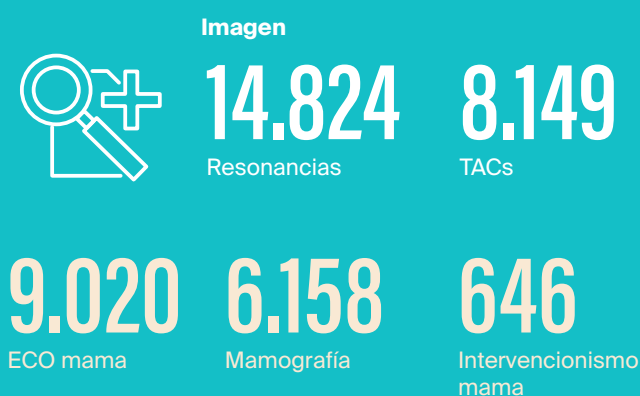 Imagen
14.824
Resonancias
8.149
TACs
9.020
ECO mama
6.158
Mamografía
646
Intervencionismo
mama